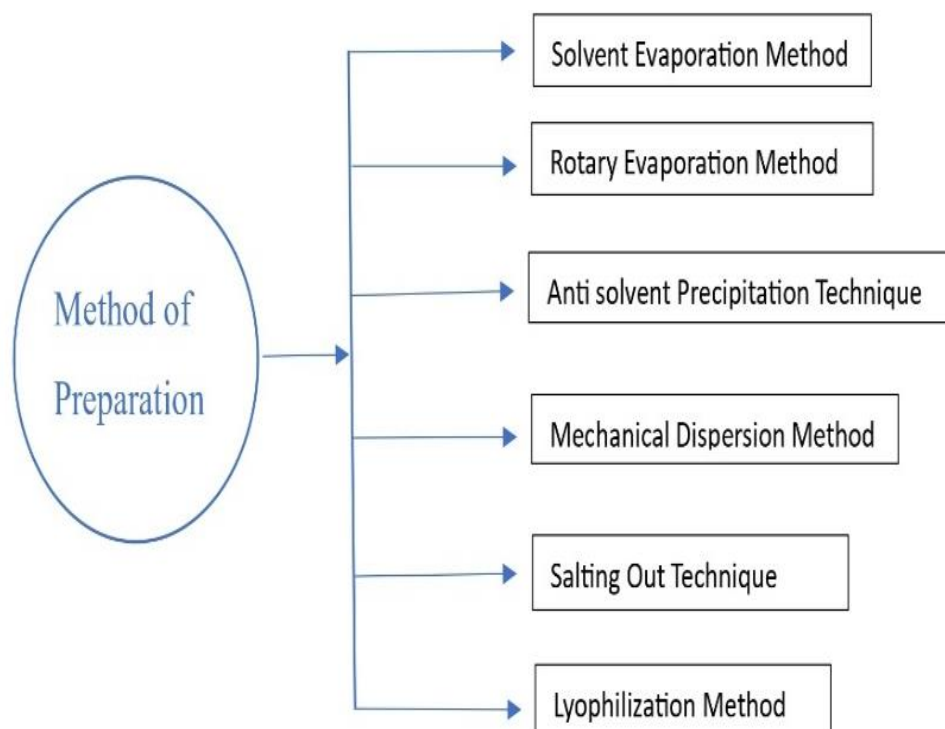 Method of
Preparation
Solvent Evaporation Method
Rotary Evaporation Method
Anti solvent Precipitation Technique
Mechanical Dispersion Method
Salting Out Technique
Lyophilization Method